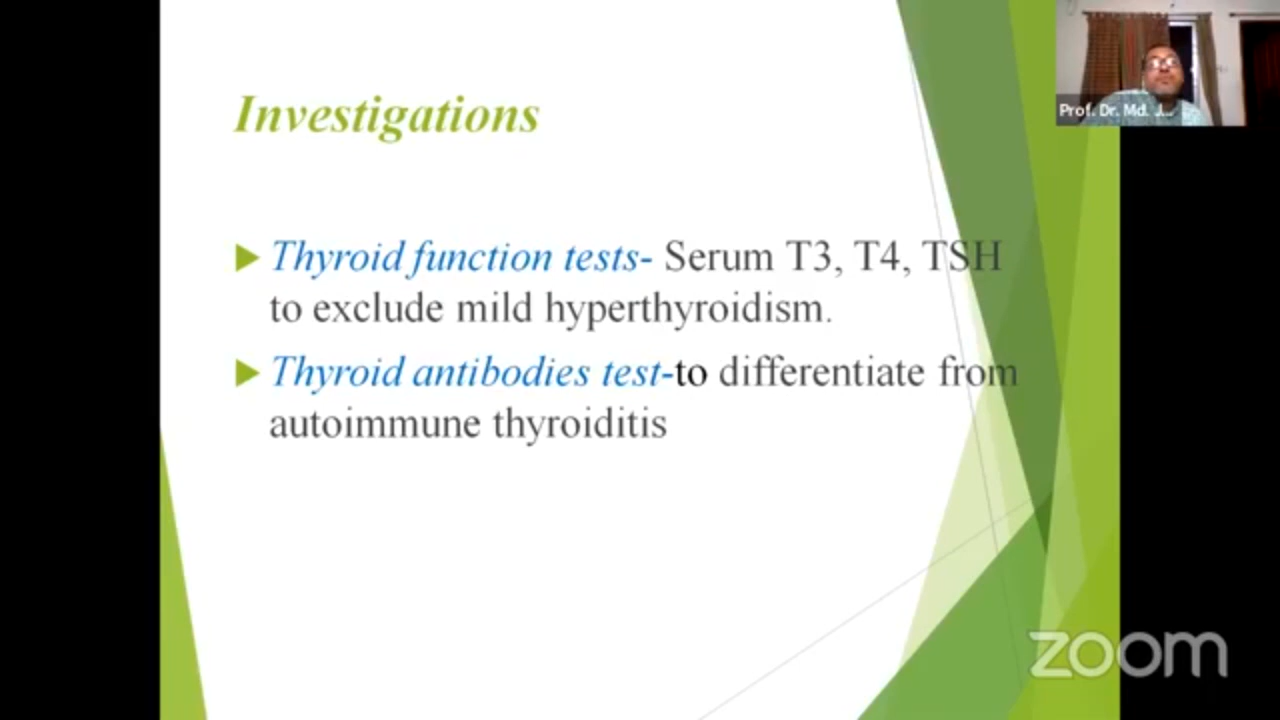 Investigations
Thyroid function tests- Serum T3, T4, TSH
to exclude mild hyperthyroidism.
Thyroid antibodies test-to differentiate from
autoimmune thyroiditis
Prof. Dr. Md. J...
zoom